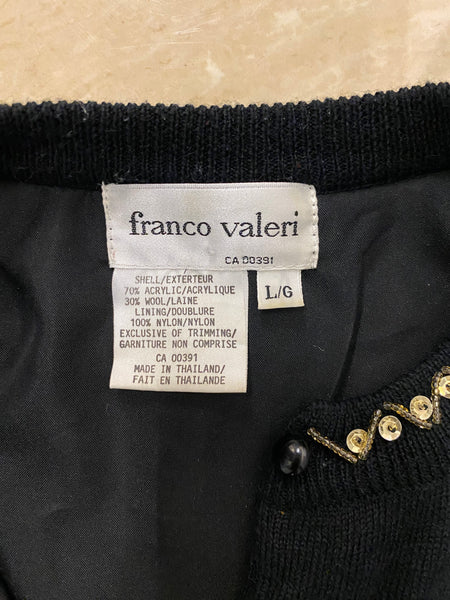 franco valeri
CA 00391
L/G
SHELL/EXTERTEUR
70% ACRYLIC/ACRYLIQUE
30% WOOL/LAINE
LINING/DOUBLURE
100% NYLON/NYLON
EXCLUSIVE OF TRIMMING/
GARNITURE NON COMPRISE
CA 00391
MADE IN THAILAND/
FAIT EN THAILANDE